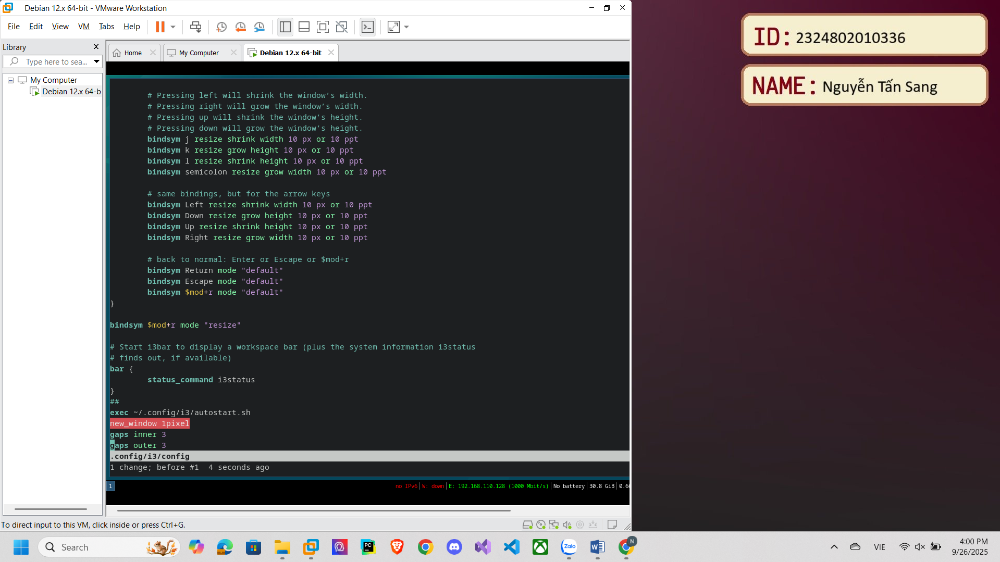 Debian 12.x 64-bit - VMware Workstation
File Edit View VM Tabs Help
Library
Type here to sea...
My Computer
Debian 12.x 64-b
Home
My Computer
Debian 12.x 64-bit
# Pressing left will shrink the window’s width.
# Pressing right will grow the window’s width.
# Pressing up will shrink the window’s height.
# Pressing down will grow the window’s height.
bindsym j resize shrink width 10 px or 10 ppt
bindsym k resize grow height 10 px or 10 ppt
bindsym l resize shrink height 10 px or 10 ppt
bindsym semicolon resize grow width 10 px or 10 ppt
# same bindings, but for the arrow keys
bindsym Left resize shrink width 10 px or 10 ppt
bindsym Down resize grow height 10 px or 10 ppt
bindsym Up resize shrink height 10 px or 10 ppt
bindsym Right resize grow width 10 px or 10 ppt
# back to normal: Enter or Escape or $mod+r
bindsym Return mode "default"
bindsym Escape mode "default"
bindsym $mod+r mode "default"
}
bindsym $mod+r mode "resize"
# Start i3bar to display a workspace bar (plus the system information i3status
# finds out, if available)
bar {
status_command i3status
}
##
exec ~/.config/i3/autostart.sh
new_window 1pixel
gaps inner 3
gaps outer 3
.config/i3/config
1 change; before #1 4 seconds ago
1
no IPv6 | W: down | E: 192.168.110.128 (1000 Mbit/s) | No battery | 30.8 GiB |
To direct input to this VM, click inside or press Ctrl+G.
ID: 2324802010336
NAME: Nguyễn Tấn Sang
Search
PC
Zalo
N
VIE
4:00 PM
9/26/2025